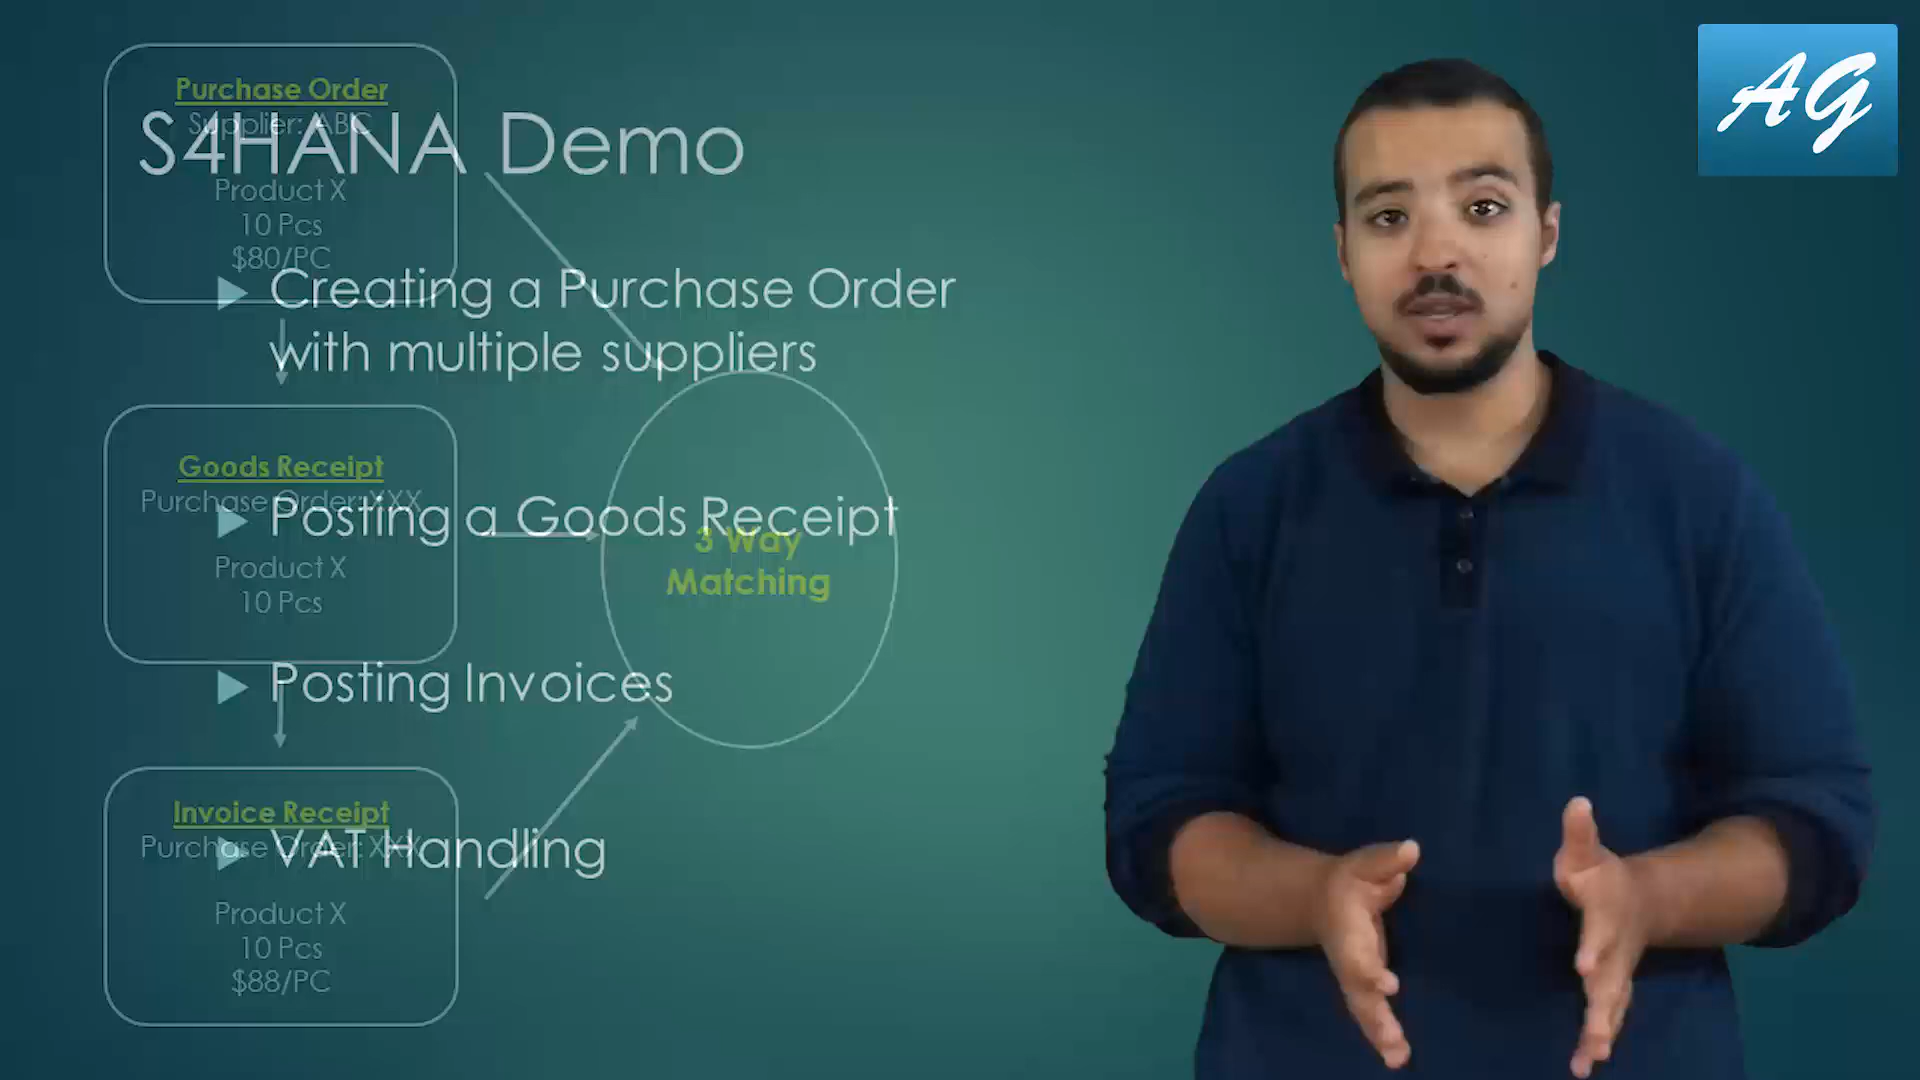 AG
S4HANA Demo
Creating a Purchase Order
with multiple suppliers
Posting a Goods Receipt
Posting Invoices
VAT Handling
Purchase Order
Supplier: ABC
Product X
10 Pcs
$80/PC
Goods Receipt
Purchase Order: XXX
Product X
10 Pcs
Invoice Receipt
Purchase Order: XXX
Product X
10 Pcs
$88/PC
3 Way
Matching